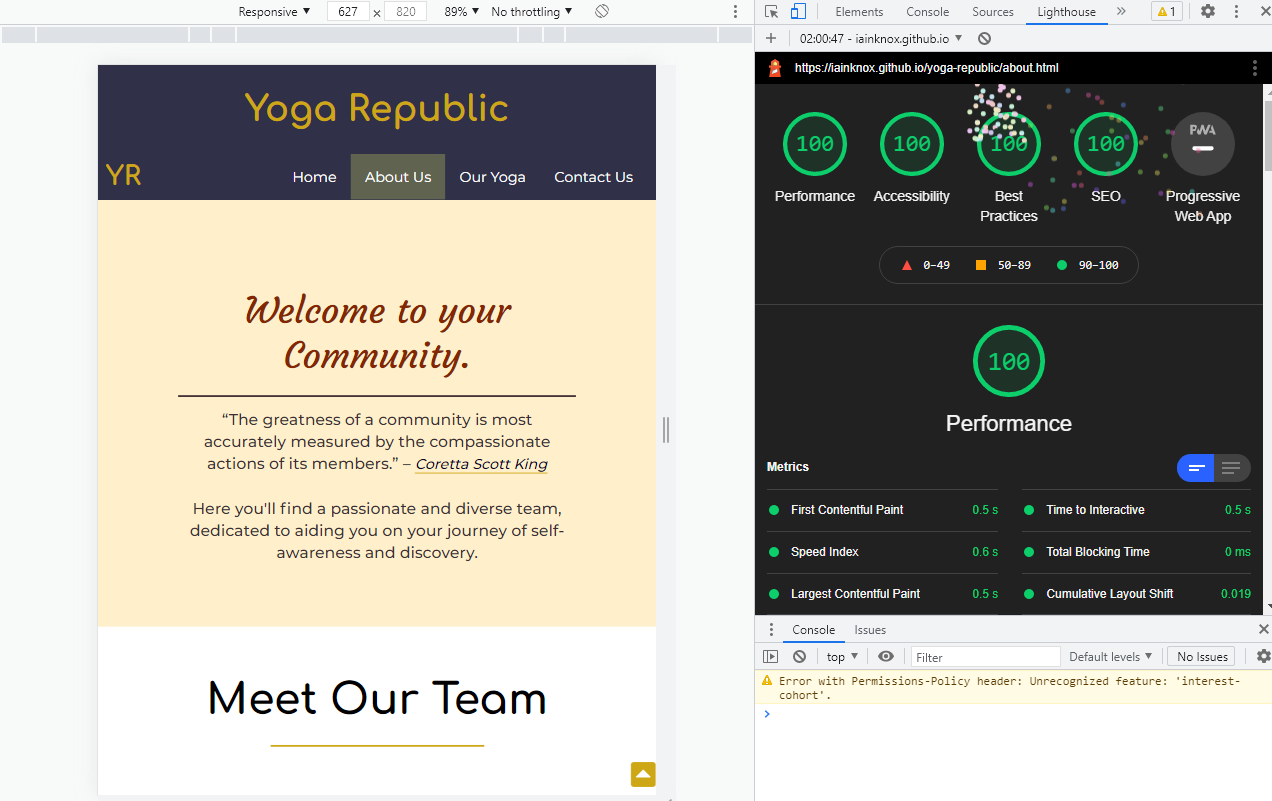 Responsive ▼ 627 × 820 89% ▼ No throttling ▼
Yoga Republic
YR Home About Us Our Yoga Contact Us
Welcome to your
Community.
“The greatness of a community is most
accurately measured by the compassionate
actions of its members.” – Coretta Scott King
Here you'll find a passionate and diverse team,
dedicated to aiding you on your journey of self-
awareness and discovery.
Meet Our Team
Elements Console Sources Lighthouse » 1
02:00:47 - iainknox.github.io ▼
https://iainknox.github.io/yoga-republic/about.html
100 100 100 100 PWA
Performance Accessibility Best Practices SEO Progressive Web App
0–49 50–89 90–100
100
Performance
Metrics
First Contentful Paint 0.5 s Time to Interactive 0.5 s
Speed Index 0.6 s Total Blocking Time 0 ms
Largest Contentful Paint 0.5 s Cumulative Layout Shift 0.019
Console Issues
top ▼ Filter Default levels ▼ No Issues
Error with Permissions-Policy header: Unrecognized feature: 'interest-
cohort'.